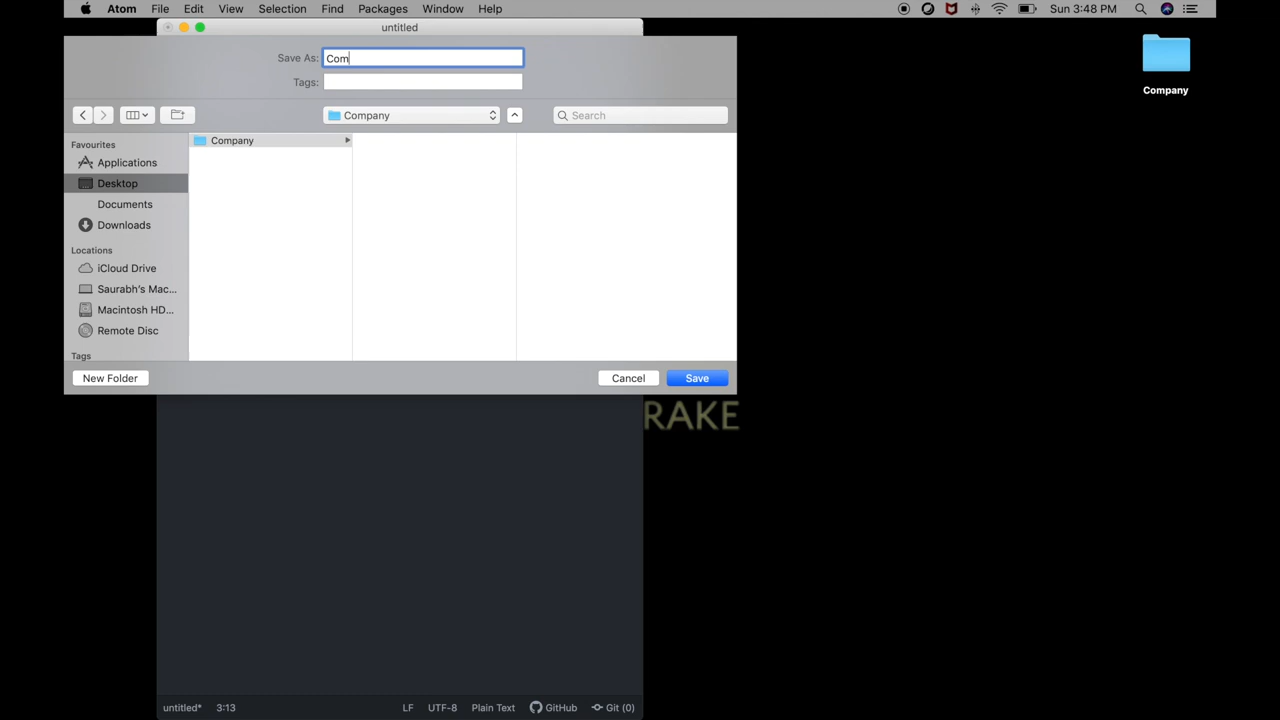 Atom File Edit View Selection Find Packages Window Help Sun 3:48 PM
untitled
Save As: Com
Tags:
Company Search
Company
Favourites
Applications
Desktop
Documents
Downloads
Locations
iCloud Drive
Saurabh's Mac...
Macintosh HD...
Remote Disc
Tags
Company
New Folder Cancel Save
RAKE
untitled* 3:13 LF UTF-8 Plain Text GitHub Git (0)